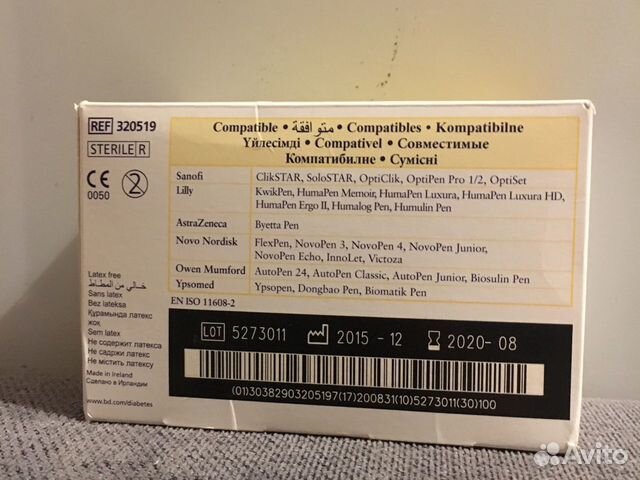 REF 320519
STERILE R
CE
0050
2
Compatible • متوافقة • Compatibles • Kompatibilne
Үйлесімді • Compatível • Совместимые
Компатибилне • Сумісні
Sanofi ClikSTAR, SoloSTAR, OptiClik, OptiPen Pro 1/2, OptiSet
Lilly KwikPen, HumaPen Memoir, HumaPen Luxura, HumaPen Luxura HD,
HumaPen Ergo II, Humalog Pen, Humulin Pen
AstraZeneca Byetta Pen
Novo Nordisk FlexPen, NovoPen 3, NovoPen 4, NovoPen Junior,
NovoPen Echo, InnoLet, Victoza
Owen Mumford AutoPen 24, AutoPen Classic, AutoPen Junior, Biosulin Pen
Ypsomed Ypsopen, Dongbao Pen, Biomatik Pen
EN ISO 11608-2
Latex free
خالي من المطاط
Sans latex
Bez lateksa
Құрамында латекс
жоқ
Sem latex
Не содержит латекса
Не садржи латекс
Не містить латексу
Made in Ireland
Сделано в Ирландии
www.bd.com/diabetes
LOT 5273011 2015 - 12 2020 - 08
(01)30382903205197(17)200831(10)5273011(30)100
Avito